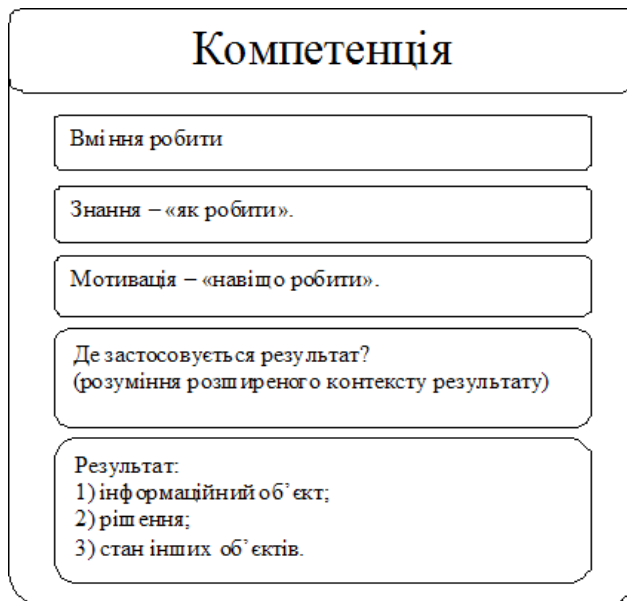 Компетенція
Вміння робити
Знання – «як робити».
Мотивація – «навіщо робити».
Де застосовується результат?
(розуміння розширеного контексту результату)
Результат:
1) інформаційний об’єкт;
2) рішення;
3) стан інших об’єктів.